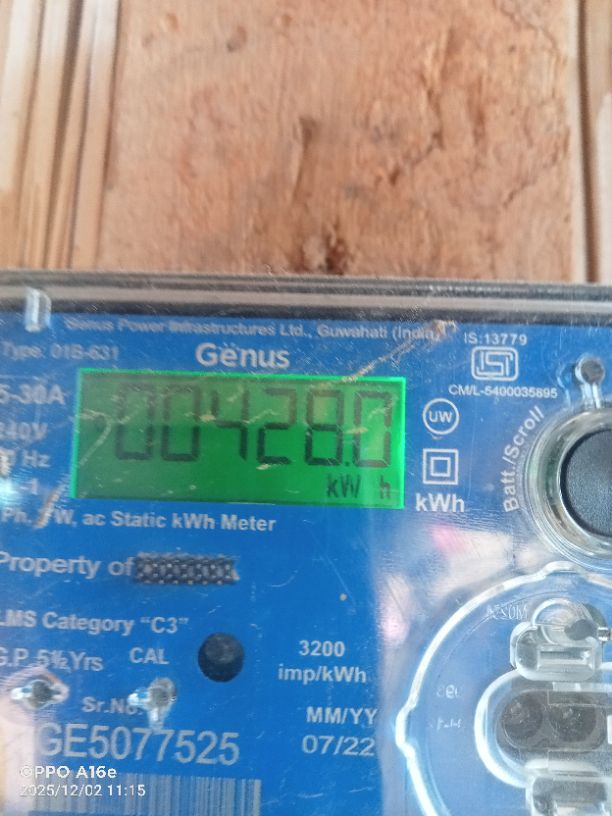 Genus Power Infrastructures Ltd., Guwahati (India)
IS:13779
Type: 01B-631
Genus
CM/L-5400035895
5-30A
240V
Hz
UW
00428.0
kW h
kWh
Batt./Scroll
Ph, W, ac Static kWh Meter
Property of
LMS Category "C3"
G.P. 5½Yrs
CAL
3200
imp/kWh
Sr.No.
MM/YY
GE5077525
07/22
OPPO A16e
2025/12/02 11:15